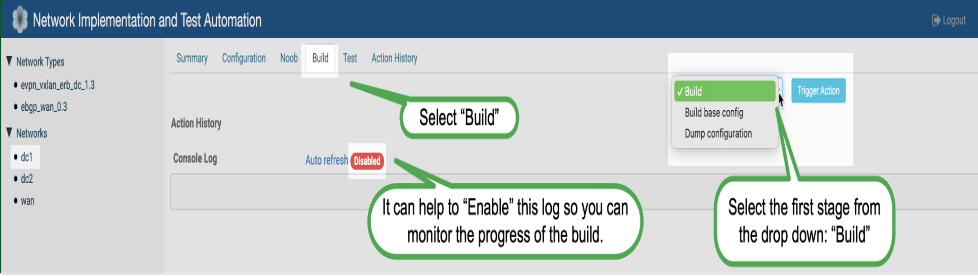 Network Implementation and Test Automation
Logout
Network Types
evpn_vxlan_erb_dc_1.3
ebgp_wan_0.3
Networks
dc1
dc2
wan
Summary Configuration Noob Build Test Action History
✓ Build
Build base config
Dump configuration
Trigger Action
Select “Build”
Action History
Console Log
Auto refresh Disabled
It can help to “Enable” this log so you can
monitor the progress of the build.
Select the first stage from
the drop down: “Build”